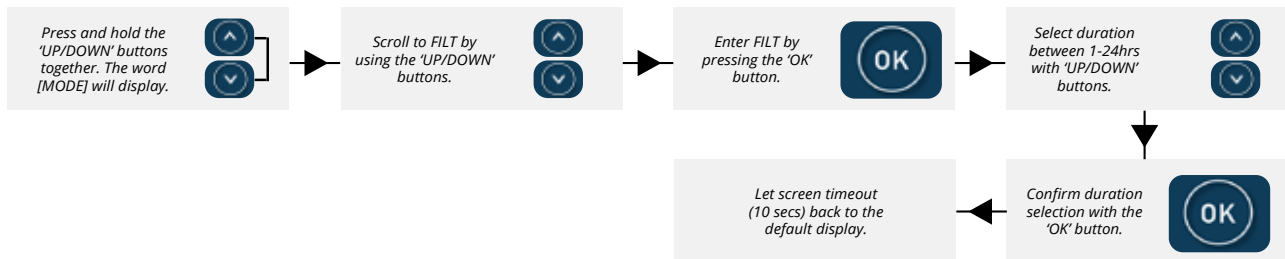 Press and hold the
‘UP/DOWN’ buttons
together. The word
[MODE] will display.
Scroll to FILT by
using the ‘UP/DOWN’
buttons.
Enter FILT by
pressing the ‘OK’
button.
OK
Select duration
between 1-24hrs
with ‘UP/DOWN’
buttons.
Confirm duration
selection with the
‘OK’ button.
OK
Let screen timeout
(10 secs) back to the
default display.